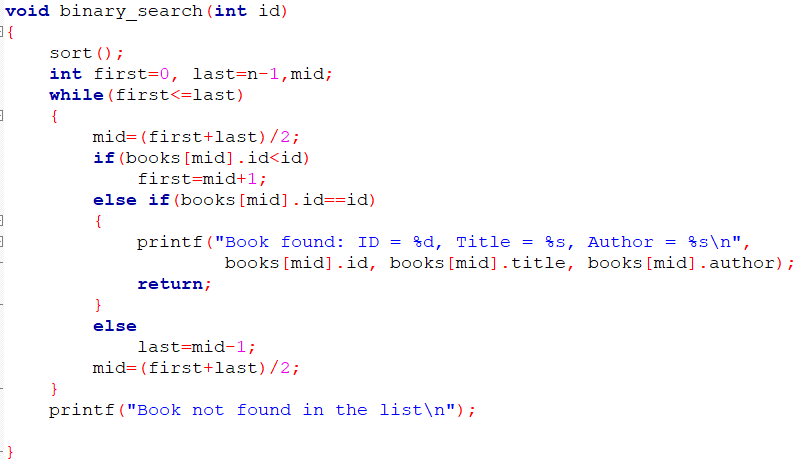 void binary_search(int id)
{
    sort();
    int first=0, last=n-1,mid;
    while(first<=last)
    {
        mid=(first+last)/2;
        if(books[mid].id<id)
            first=mid+1;
        else if(books[mid].id==id)
        {
            printf("Book found: ID = %d, Title = %s, Author = %s\n",
                    books[mid].id, books[mid].title, books[mid].author);
            return;
        }
        else
            last=mid-1;
        mid=(first+last)/2;
    }
    printf("Book not found in the list\n");
}